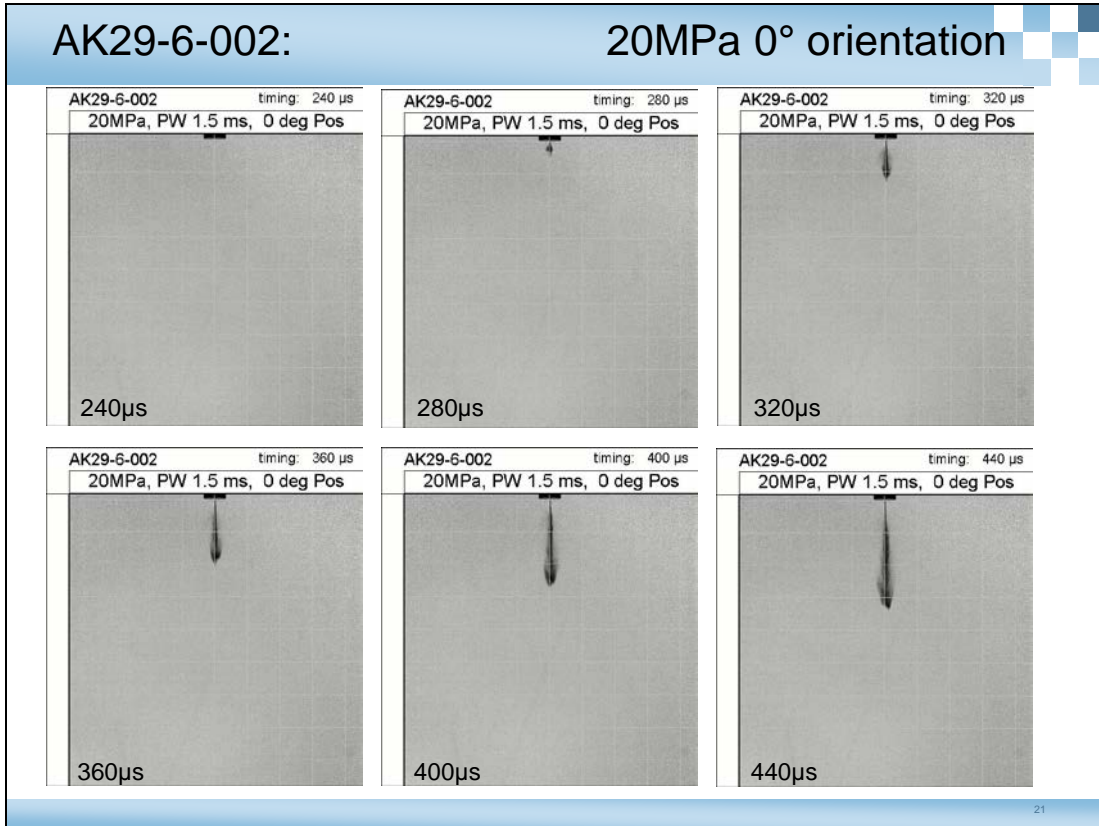 AK29-6-002: 20MPa 0° orientation
AK29-6-002 timing: 240 µs
20MPa, PW 1.5 ms, 0 deg Pos
240µs
AK29-6-002 timing: 280 µs
20MPa, PW 1.5 ms, 0 deg Pos
280µs
AK29-6-002 timing: 320 µs
20MPa, PW 1.5 ms, 0 deg Pos
320µs
AK29-6-002 timing: 360 µs
20MPa, PW 1.5 ms, 0 deg Pos
360µs
AK29-6-002 timing: 400 µs
20MPa, PW 1.5 ms, 0 deg Pos
400µs
AK29-6-002 timing: 440 µs
20MPa, PW 1.5 ms, 0 deg Pos
440µs
21